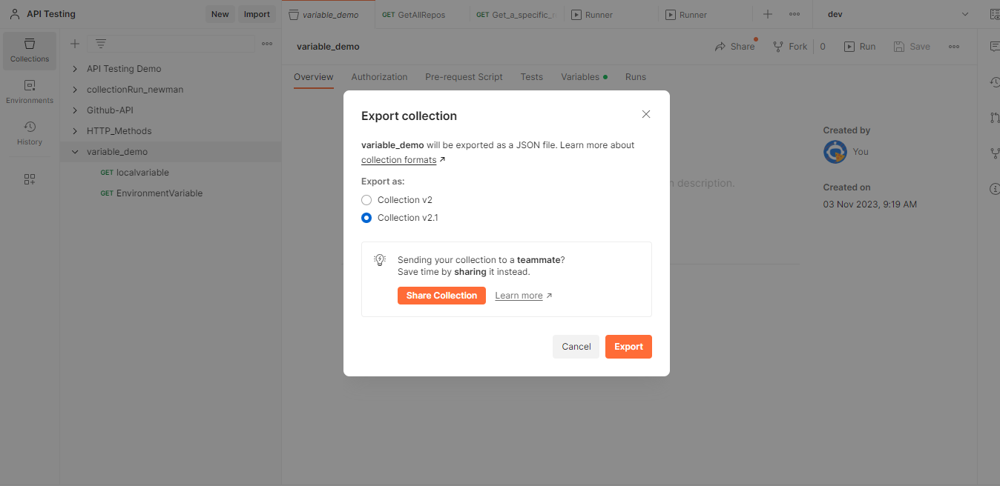 API Testing
New
Import
variable_demo
GET GetAllRepos
GET Get_a_specific_
Runner
Runner
dev
Collections
Environments
History
API Testing Demo
collectionRun_newman
Github-API
HTTP_Methods
variable_demo
GET localvariable
GET EnvironmentVariable
variable_demo
Share
Fork
0
Run
Save
Overview
Authorization
Pre-request Script
Tests
Variables
Runs
Export collection
variable_demo will be exported as a JSON file. Learn more about
collection formats
Export as:
Collection v2
Collection v2.1
Sending your collection to a teammate?
Save time by sharing it instead.
Share Collection
Learn more
Cancel
Export
description.
Created by
You
Created on
03 Nov 2023, 9:19 AM